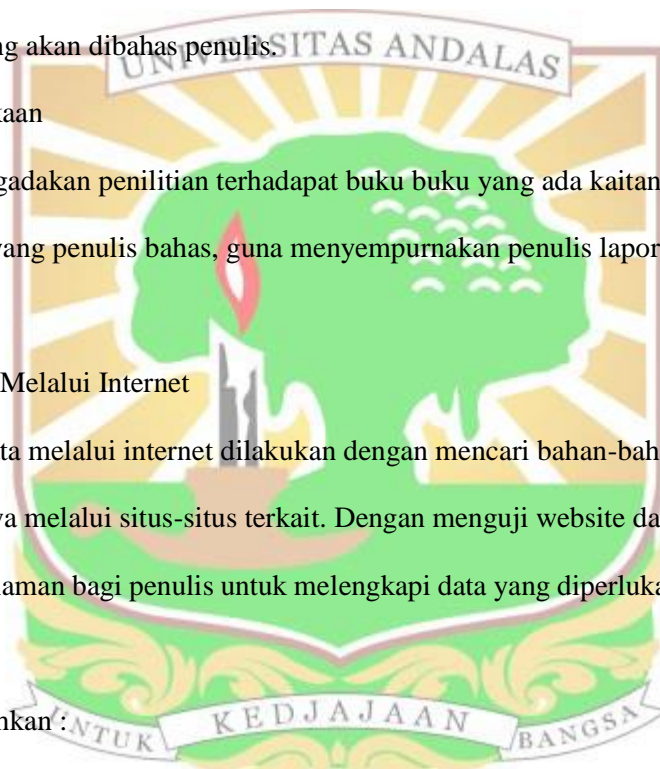 ng akan dibahas penulis.
UNIVERSITAS ANDALAS
kaan
gadakan penilitian terhadapat buku buku yang ada kaitan
yang penulis bahas, guna menyempurnakan penulis lapor
Melalui Internet
ta melalui internet dilakukan dengan mencari bahan-bah
ya melalui situs-situs terkait. Dengan menguji website da
laman bagi penulis untuk melengkapi data yang diperluka
nkan :
UNTUK KEDJAJAAN BANGSA